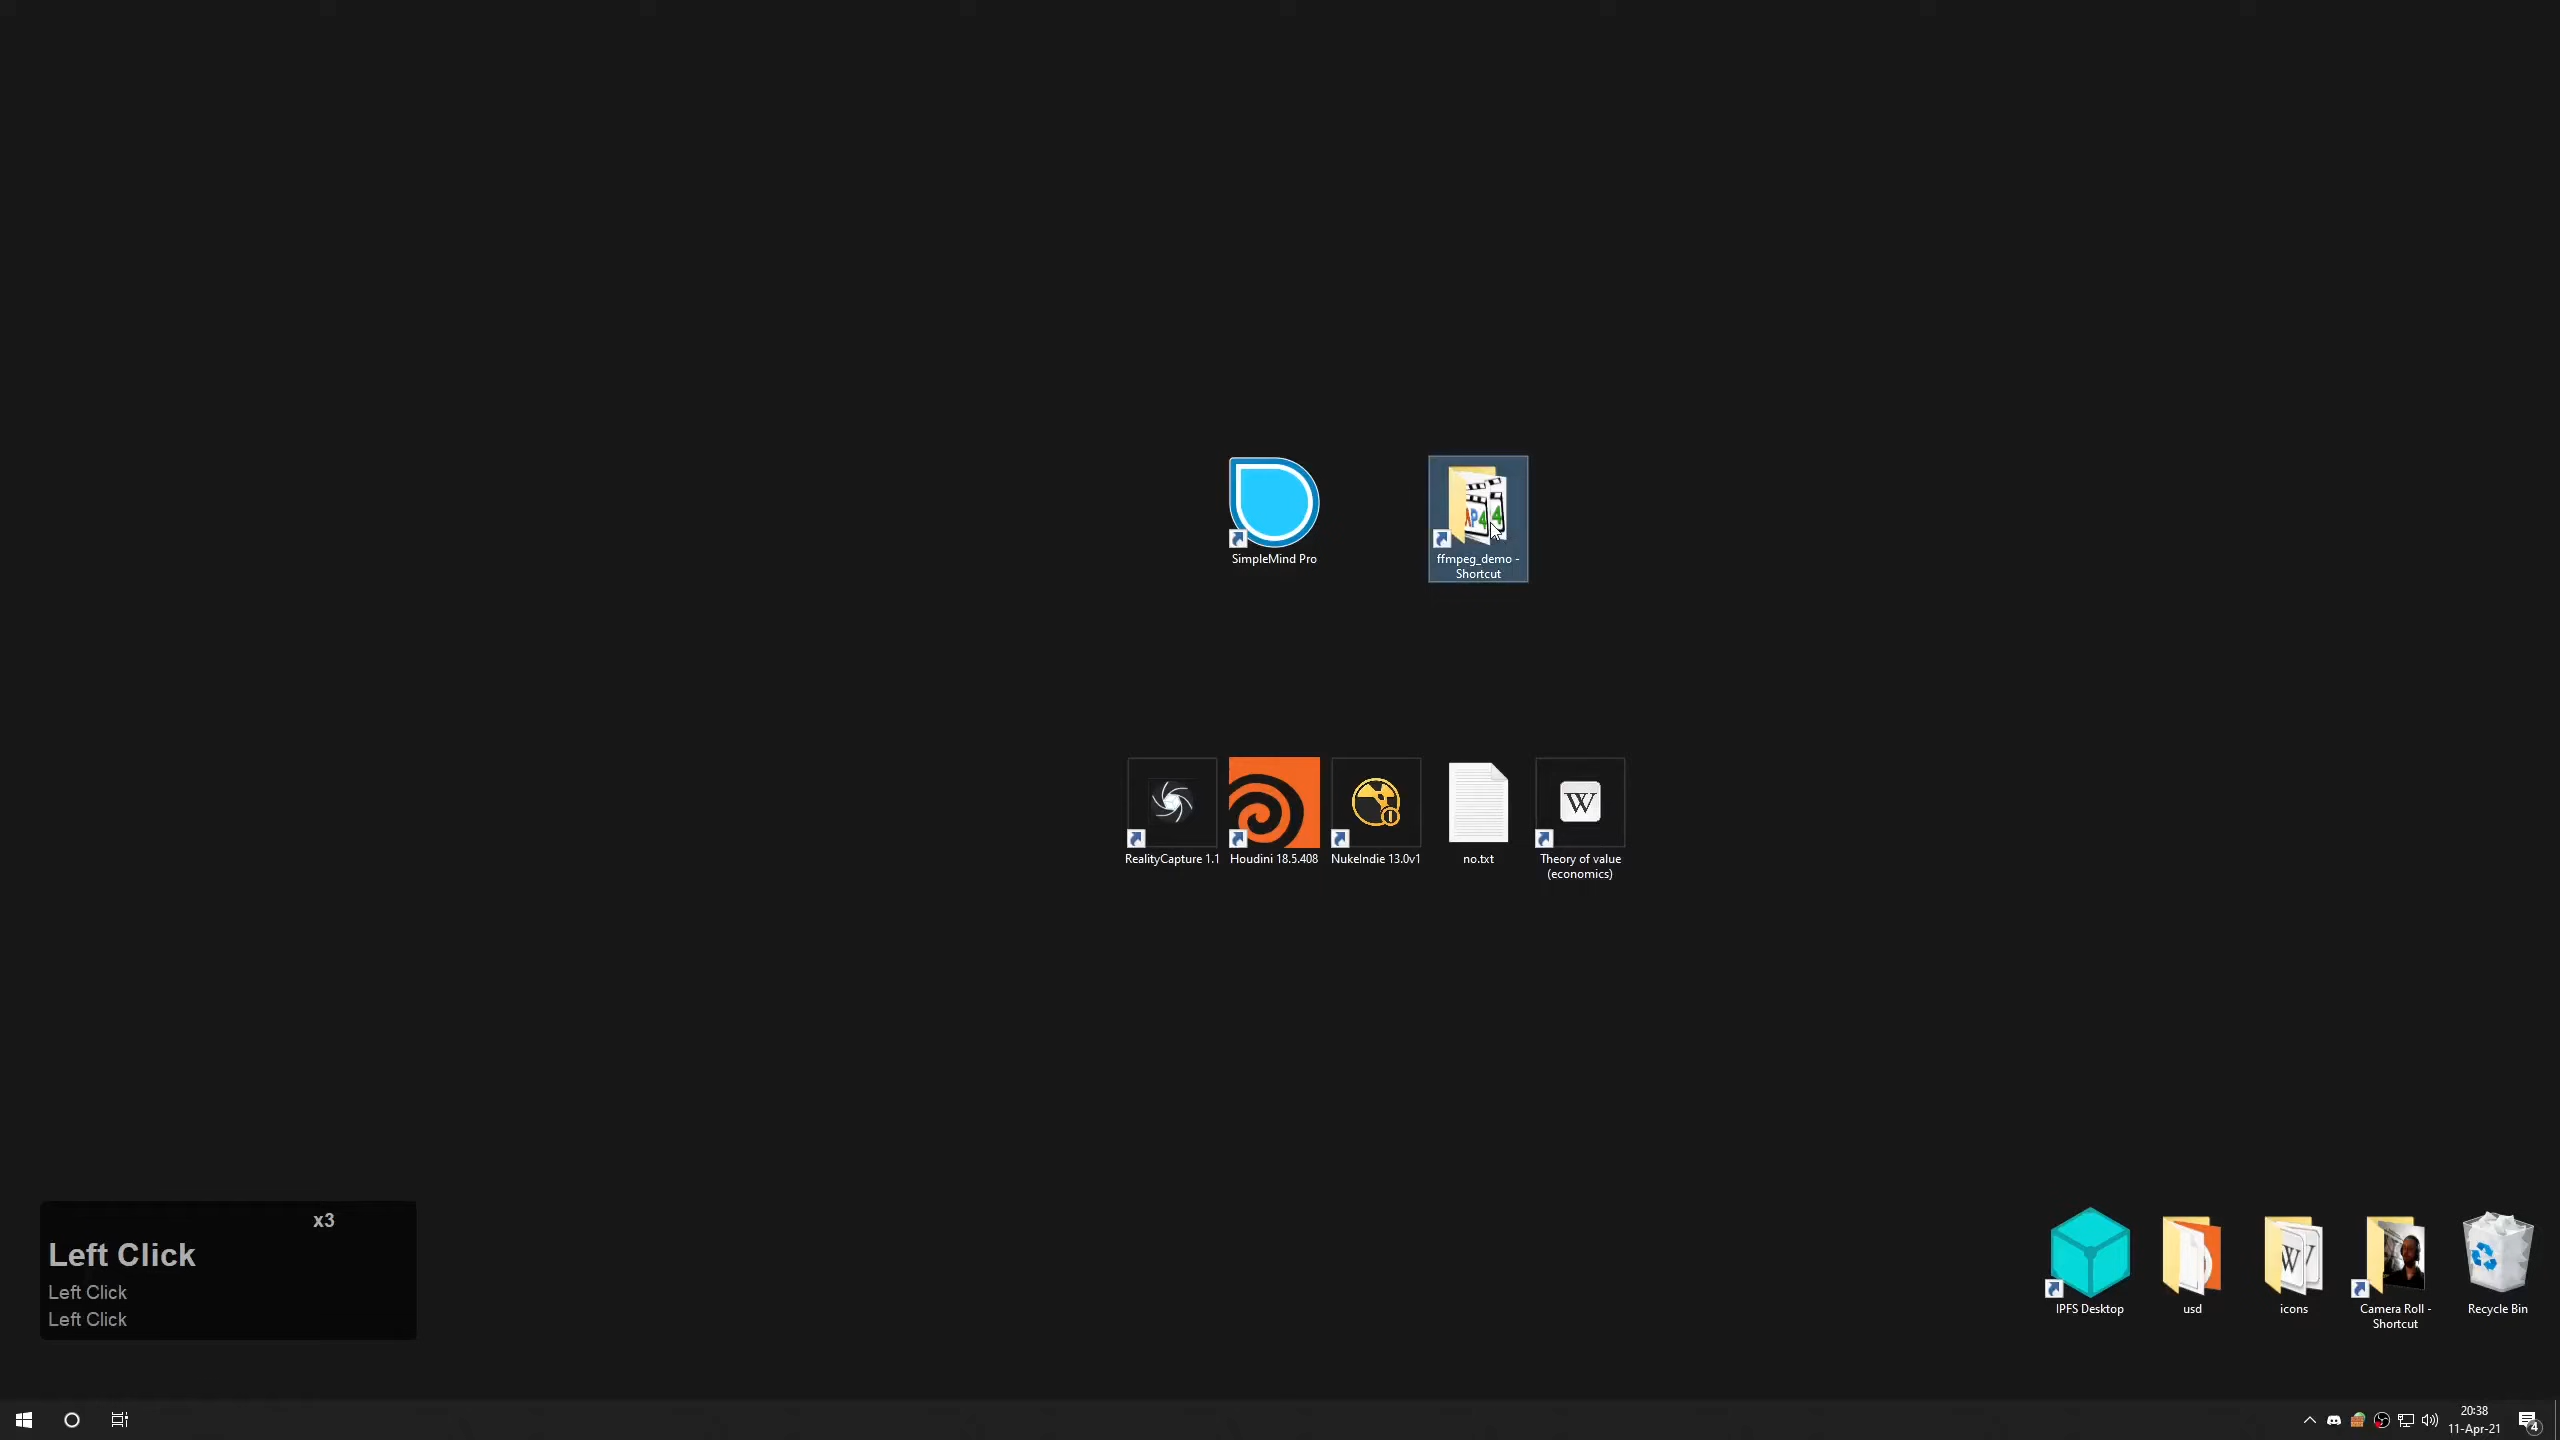 SimpleMind Pro
ffmpeg_demo -
Shortcut
RealityCapture 1.1
Houdini 18.5.408
NukeIndie 13.0v1
no.txt
W
Theory of value
(economics)
x3
Left Click
Left Click
Left Click
IPFS Desktop
usd
W
icons
Camera Roll -
Shortcut
Recycle Bin
20:38
11-Apr-21
4